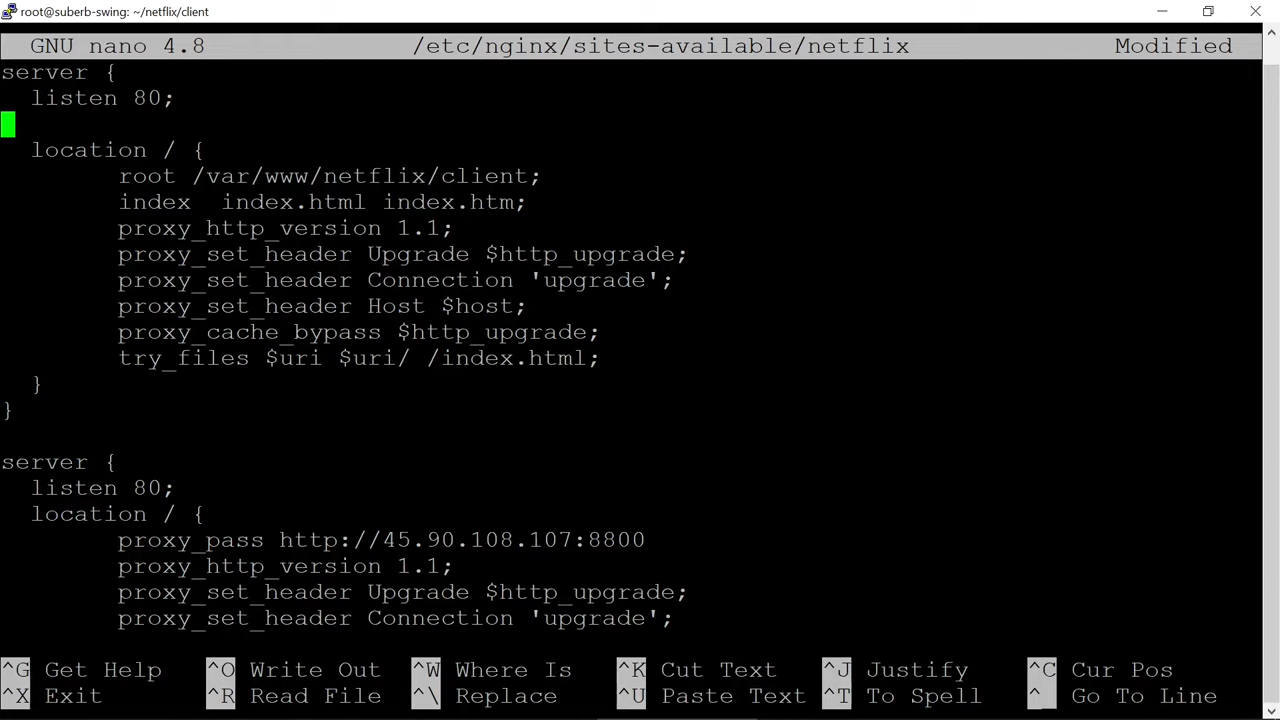 root@suberb-swing: ~/netflix/client
GNU nano 4.8 /etc/nginx/sites-available/netflix Modified
server {
  listen 80;
  location / {
        root /var/www/netflix/client;
        index  index.html index.htm;
        proxy_http_version 1.1;
        proxy_set_header Upgrade $http_upgrade;
        proxy_set_header Connection 'upgrade';
        proxy_set_header Host $host;
        proxy_cache_bypass $http_upgrade;
        try_files $uri $uri/ /index.html;
  }
}
server {
  listen 80;
  location / {
        proxy_pass http://45.90.108.107:8800
        proxy_http_version 1.1;
        proxy_set_header Upgrade $http_upgrade;
        proxy_set_header Connection 'upgrade';
^G Get Help ^O Write Out ^W Where Is ^K Cut Text ^J Justify ^C Cur Pos
^X Exit ^R Read File ^\ Replace ^U Paste Text ^T To Spell ^_ Go To Line